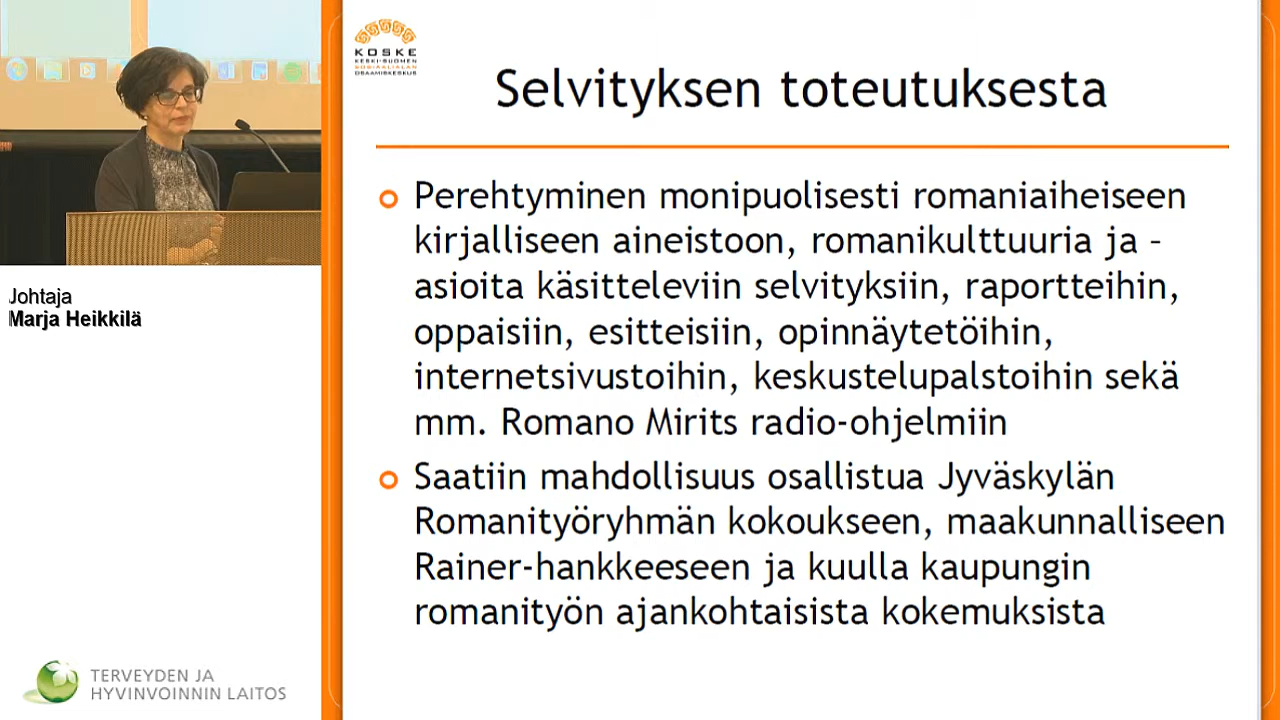 KOSKE
KESKI-SUOMEN
SOSIAALIALAN
OSAAMISKESKUS
Selvityksen toteutuksesta
Perehtyminen monipuolisesti romaniaiheiseen
kirjalliseen aineistoon, romanikulttuuria ja –
asioita käsitteleviin selvityksiin, raportteihin,
oppaisiin, esitteisiin, opinnäytetöihin,
internetsivustoihin, keskustelupalstoihin sekä
mm. Romano Mirits radio-ohjelmiin
Saatiin mahdollisuus osallistua Jyväskylän
Romanityöryhmän kokoukseen, maakunnalliseen
Rainer-hankkeeseen ja kuulla kaupungin
romanityön ajankohtaisista kokemuksista
Johtaja
Marja Heikkilä
TERVEYDEN JA
HYVINVOINNIN LAITOS